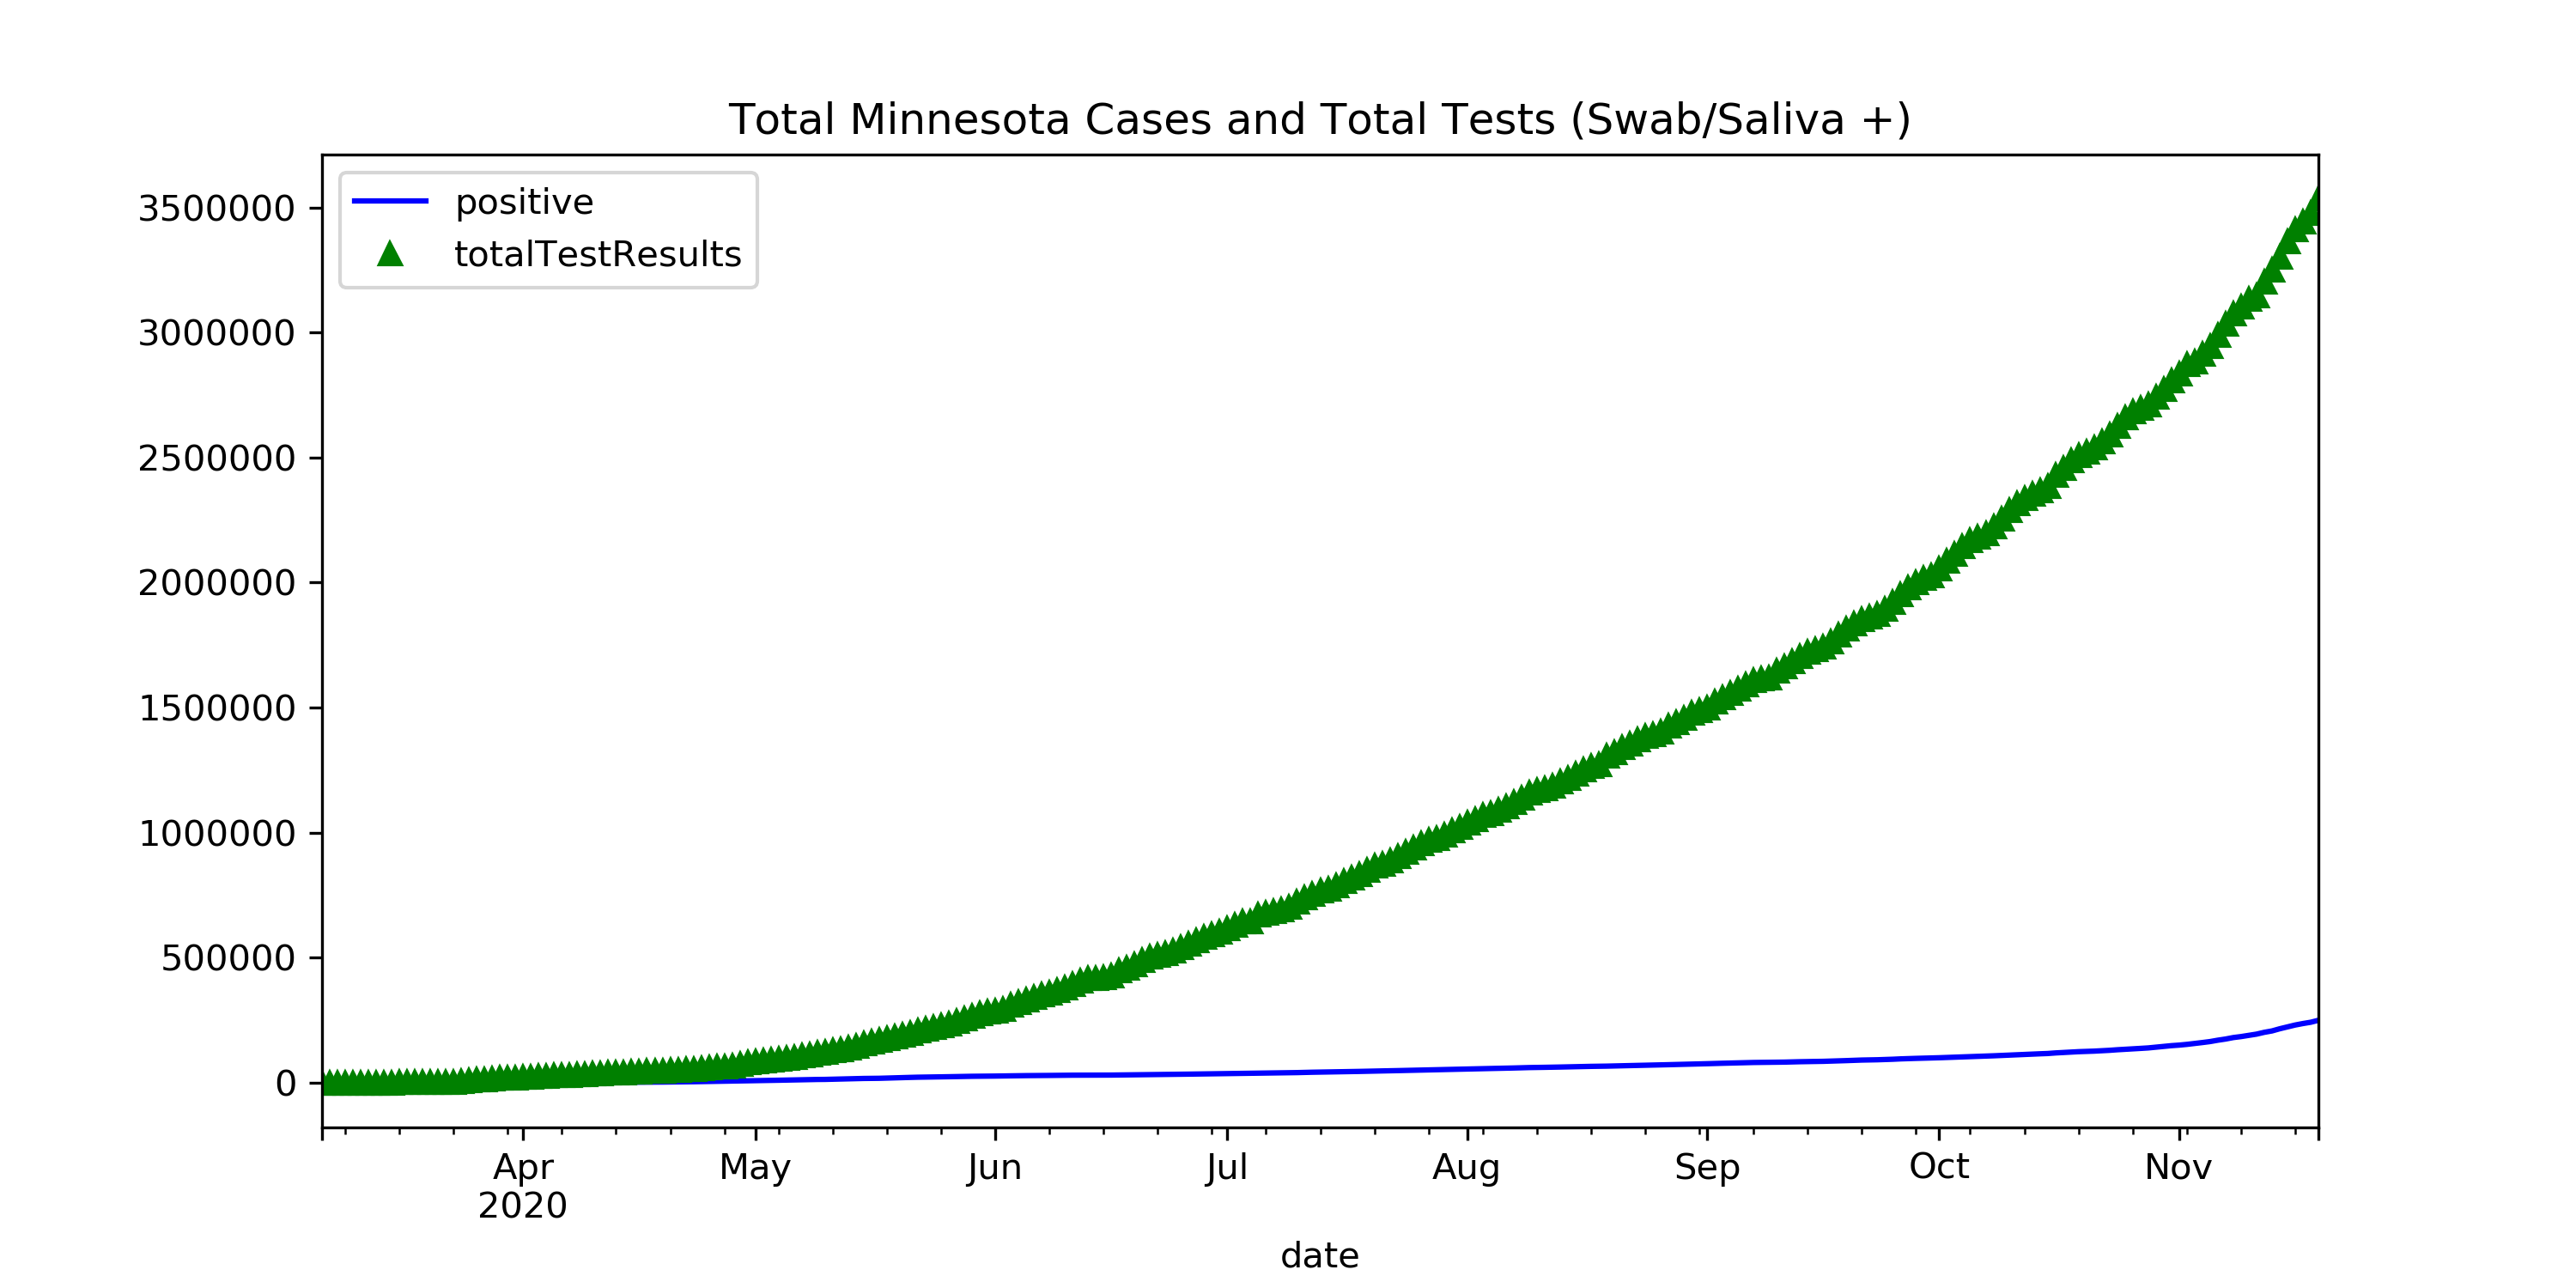 Total Minnesota Cases and Total Tests (Swab/Saliva +)
positive
totalTestResults
3500000
3000000
2500000
2000000
1500000
1000000
500000
0
Apr May Jun Jul Aug Sep Oct Nov
2020
date